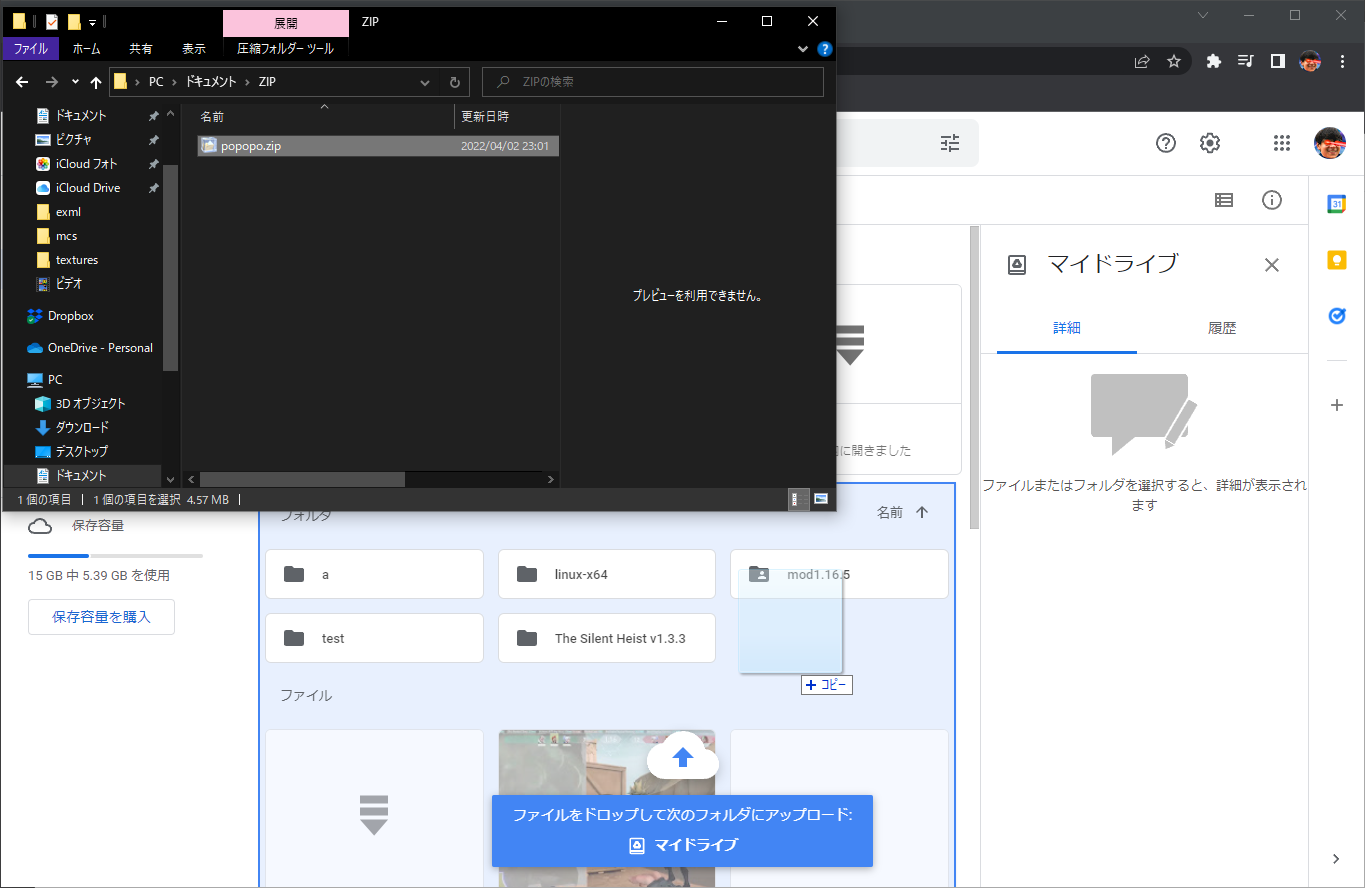 展開
ZIP
ファイル
ホーム
共有
表示
圧縮フォルダー ツール
PC
ドキュメント
ZIP
ZIPの検索
ドキュメント
ピクチャ
iCloud フォト
iCloud Drive
exml
mcs
textures
ビデオ
Dropbox
OneDrive - Personal
PC
3D オブジェクト
ダウンロード
デスクトップ
ドキュメント
名前
更新日時
popopo.zip
2022/04/02 23:01
プレビューを利用できません。
1 個の項目
1 個の項目を選択 4.57 MB
31
マイドライブ
詳細
履歴
ファイルまたはフォルダを選択すると、詳細が表示され
ます
に開きました
保存容量
15 GB 中 5.39 GB を使用
保存容量を購入
フォルダ
名前
a
linux-x64
mod1.16.5
test
The Silent Heist v1.3.3
コピー
ファイル
ファイルをドロップして次のフォルダにアップロード:
マイドライブ